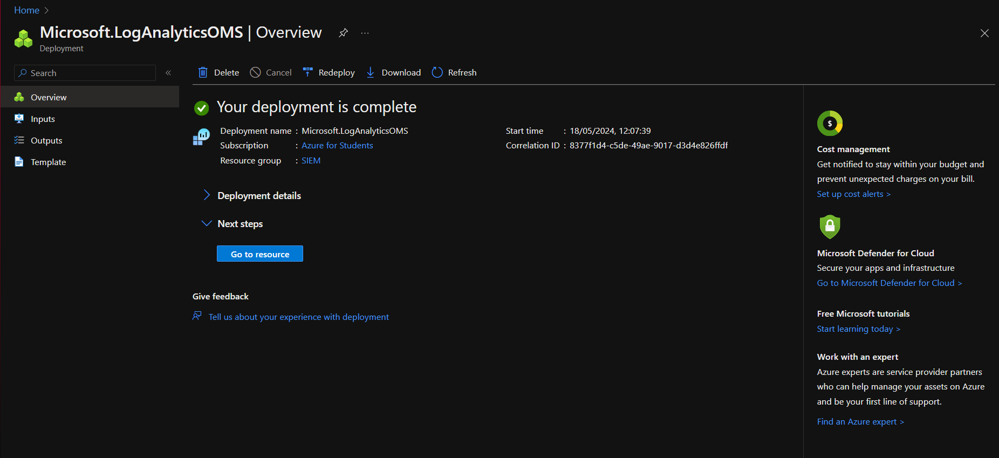 Home >
Microsoft.LogAnalyticsOMS | Overview ...
Deployment
Search «
Overview
Inputs
Outputs
Template
Delete Cancel Redeploy Download Refresh
Your deployment is complete
Deployment name : Microsoft.LogAnalyticsOMS
Subscription : Azure for Students
Resource group : SIEM
Start time : 18/05/2024, 12:07:39
Correlation ID : 8377f1d4-c5de-49ae-9017-d3d4e826ffdf
Deployment details
Next steps
Go to resource
Give feedback
Tell us about your experience with deployment
$
Cost management
Get notified to stay within your budget and
prevent unexpected charges on your bill.
Set up cost alerts >
Microsoft Defender for Cloud
Secure your apps and infrastructure
Go to Microsoft Defender for Cloud >
Free Microsoft tutorials
Start learning today >
Work with an expert
Azure experts are service provider partners
who can help manage your assets on Azure
and be your first line of support.
Find an Azure expert >